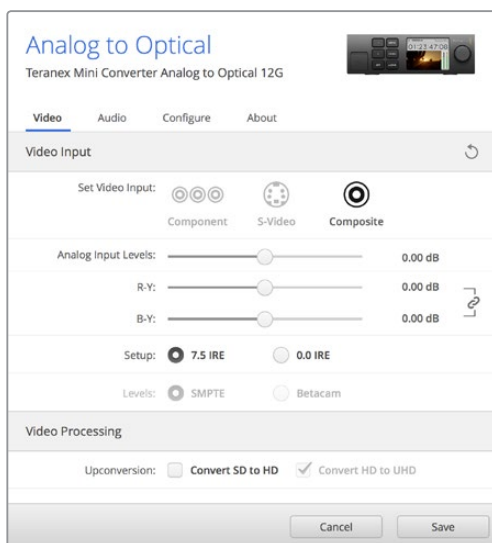 Analog to Optical
Teranex Mini Converter Analog to Optical 12G
01:23:47:08
Video Audio Configure About
Video Input
Set Video Input:
Component S-Video Composite
Analog Input Levels: 0.00 dB
R-Y: 0.00 dB
B-Y: 0.00 dB
Setup: 7.5 IRE 0.0 IRE
Levels: SMPTE Betacam
Video Processing
Upconversion: Convert SD to HD Convert HD to UHD
Cancel Save